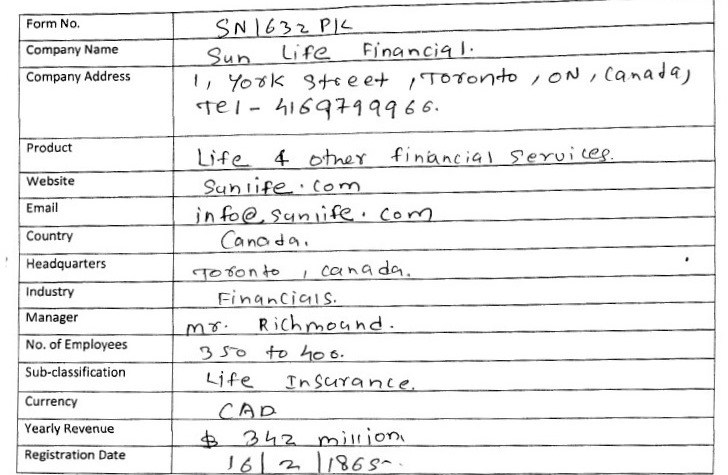 Form No. SN1632PK
Company Name Sun Life Financial.
Company Address 1, York Street, Toronto, ON, Canada,
Tel - 4169799966.
Product Life & other financial Services.
Website Sunlife.com
Email info@sunlife.com
Country Canada.
Headquarters Toronto, Canada.
Industry Financials.
Manager Mr. Richmound.
No. of Employees 350 to 400.
Sub-classification Life Insurance.
Currency CAD
Yearly Revenue $ 342 million
Registration Date 16/2/1865.